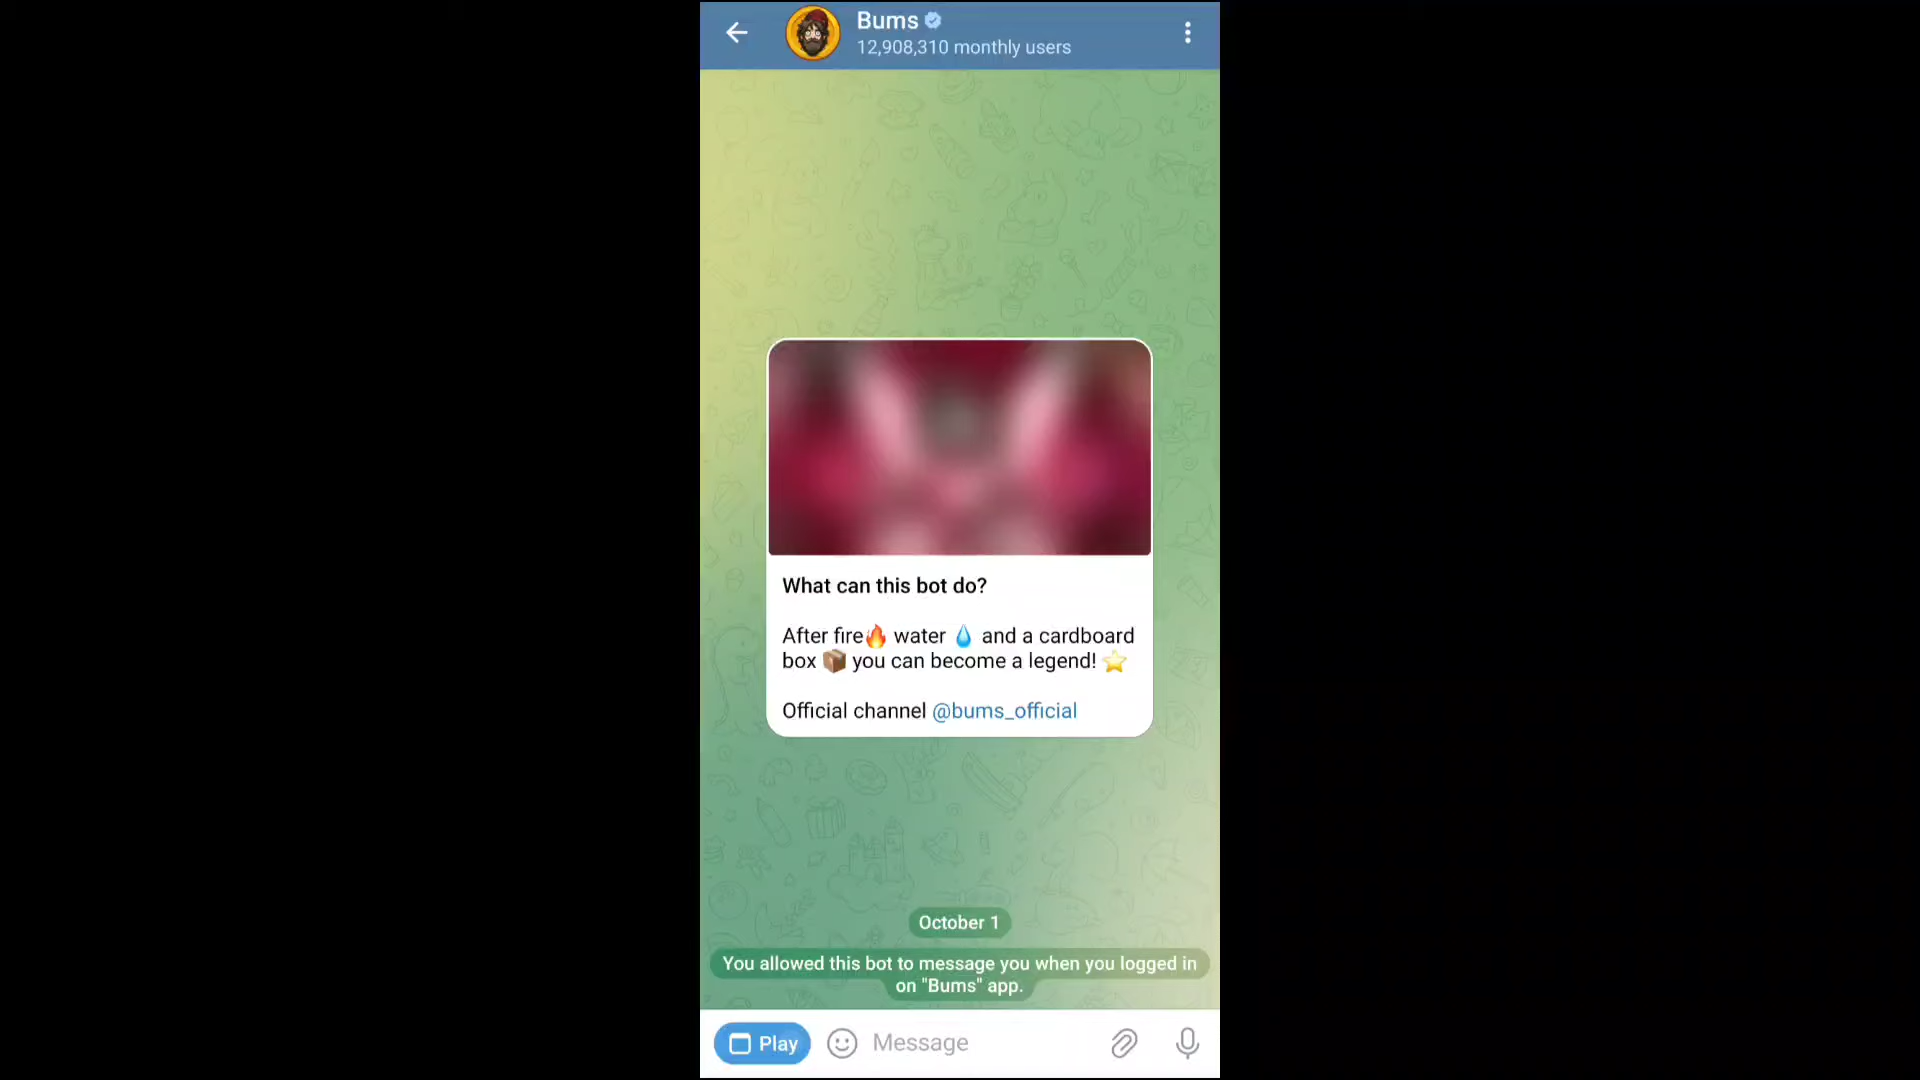 Bums
12,908,310 monthly users
What can this bot do?
After fire🔥 water 💧 and a cardboard
box 📦 you can become a legend! ⭐
Official channel @bums_official
October 1
You allowed this bot to message you when you logged in
on "Bums" app.
Play
Message